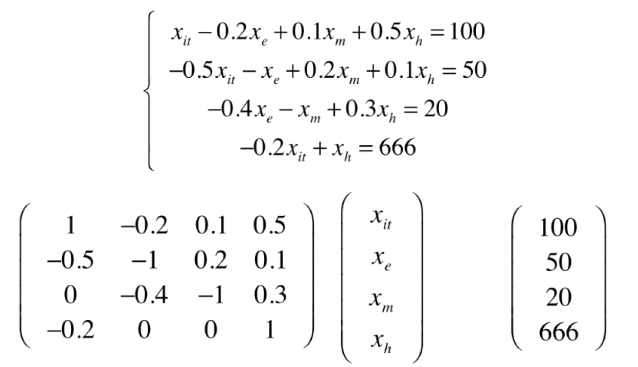 x_it − 0.2x_e + 0.1x_m + 0.5x_h = 100
−0.5x_it − x_e + 0.2x_m + 0.1x_h = 50
−0.4x_e − x_m + 0.3x_h = 20
−0.2x_it + x_h = 666
1 −0.2 0.1 0.5 x_it 100
−0.5 −1 0.2 0.1 x_e 50
0 −0.4 −1 0.3 x_m 20
−0.2 0 0 1 x_h 666